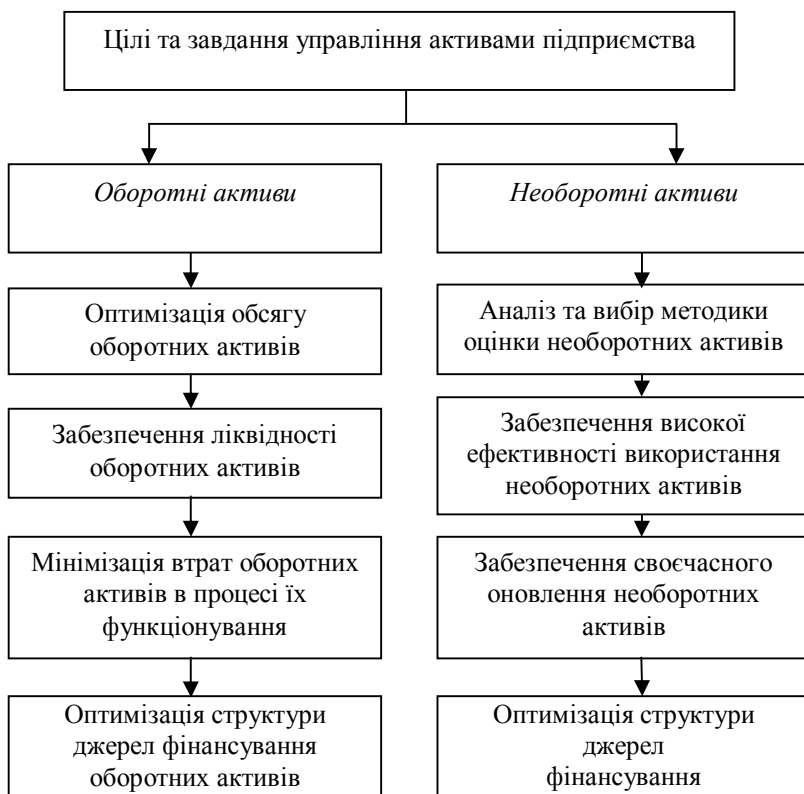 Цілі та завдання управління активами підприємства
Оборотні активи
Необоротні активи
Оптимізація обсягу
оборотних активів
Аналіз та вибір методики
оцінки необоротних активів
Забезпечення ліквідності
оборотних активів
Забезпечення високої
ефективності використання
необоротних активів
Мінімізація втрат оборотних
активів в процесі їх
функціонування
Забезпечення своєчасного
оновлення необоротних
активів
Оптимізація структури
джерел фінансування
оборотних активів
Оптимізація структури
джерел
фінансування